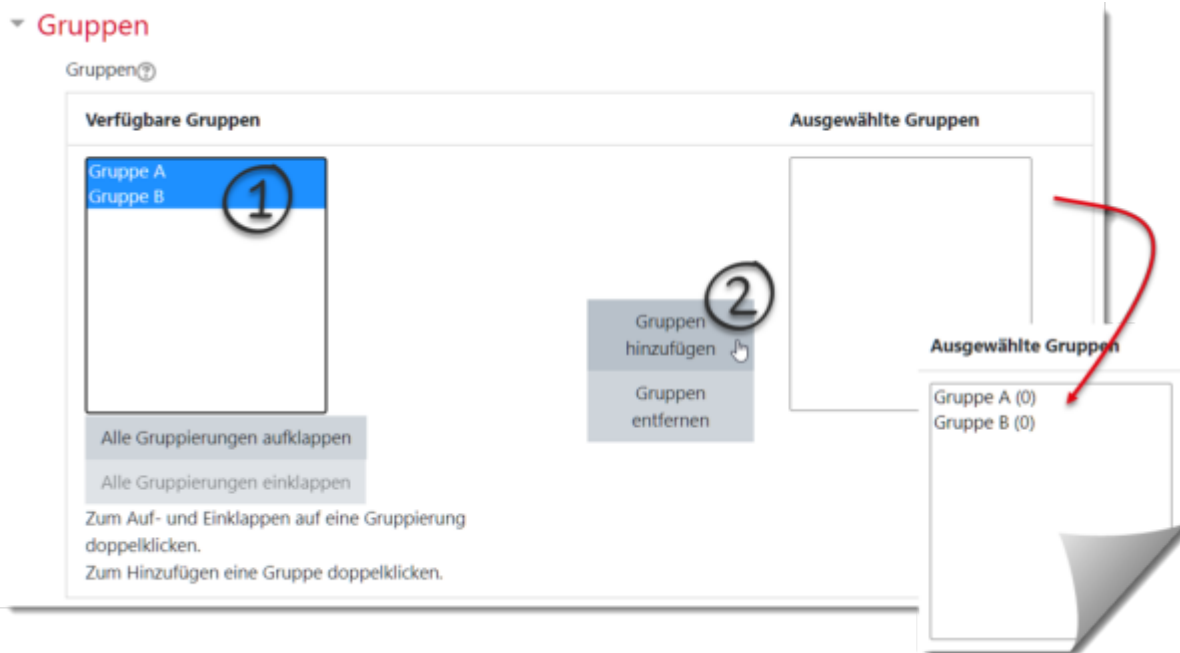 Gruppen
Gruppen?
Verfügbare Gruppen
Ausgewählte Gruppen
Gruppe A
Gruppe B
1
2
Gruppen
hinzufügen
Gruppen
entfernen
Ausgewählte Gruppen
Gruppe A (0)
Gruppe B (0)
Alle Gruppierungen aufklappen
Alle Gruppierungen einklappen
Zum Auf- und Einklappen auf eine Gruppierung
doppelklicken.
Zum Hinzufügen eine Gruppe doppelklicken.